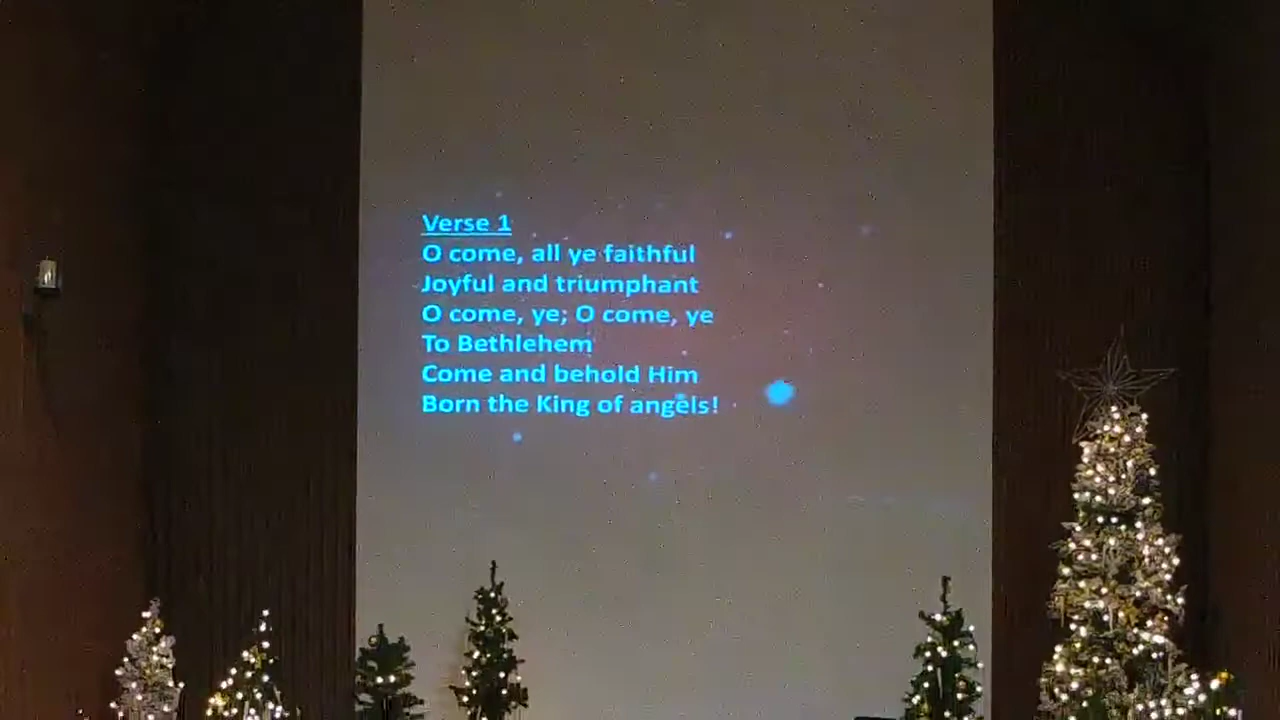 Verse 1
O come, all ye faithful
Joyful and triumphant
O come, ye; O come, ye
To Bethlehem
Come and behold Him
Born the King of angels!